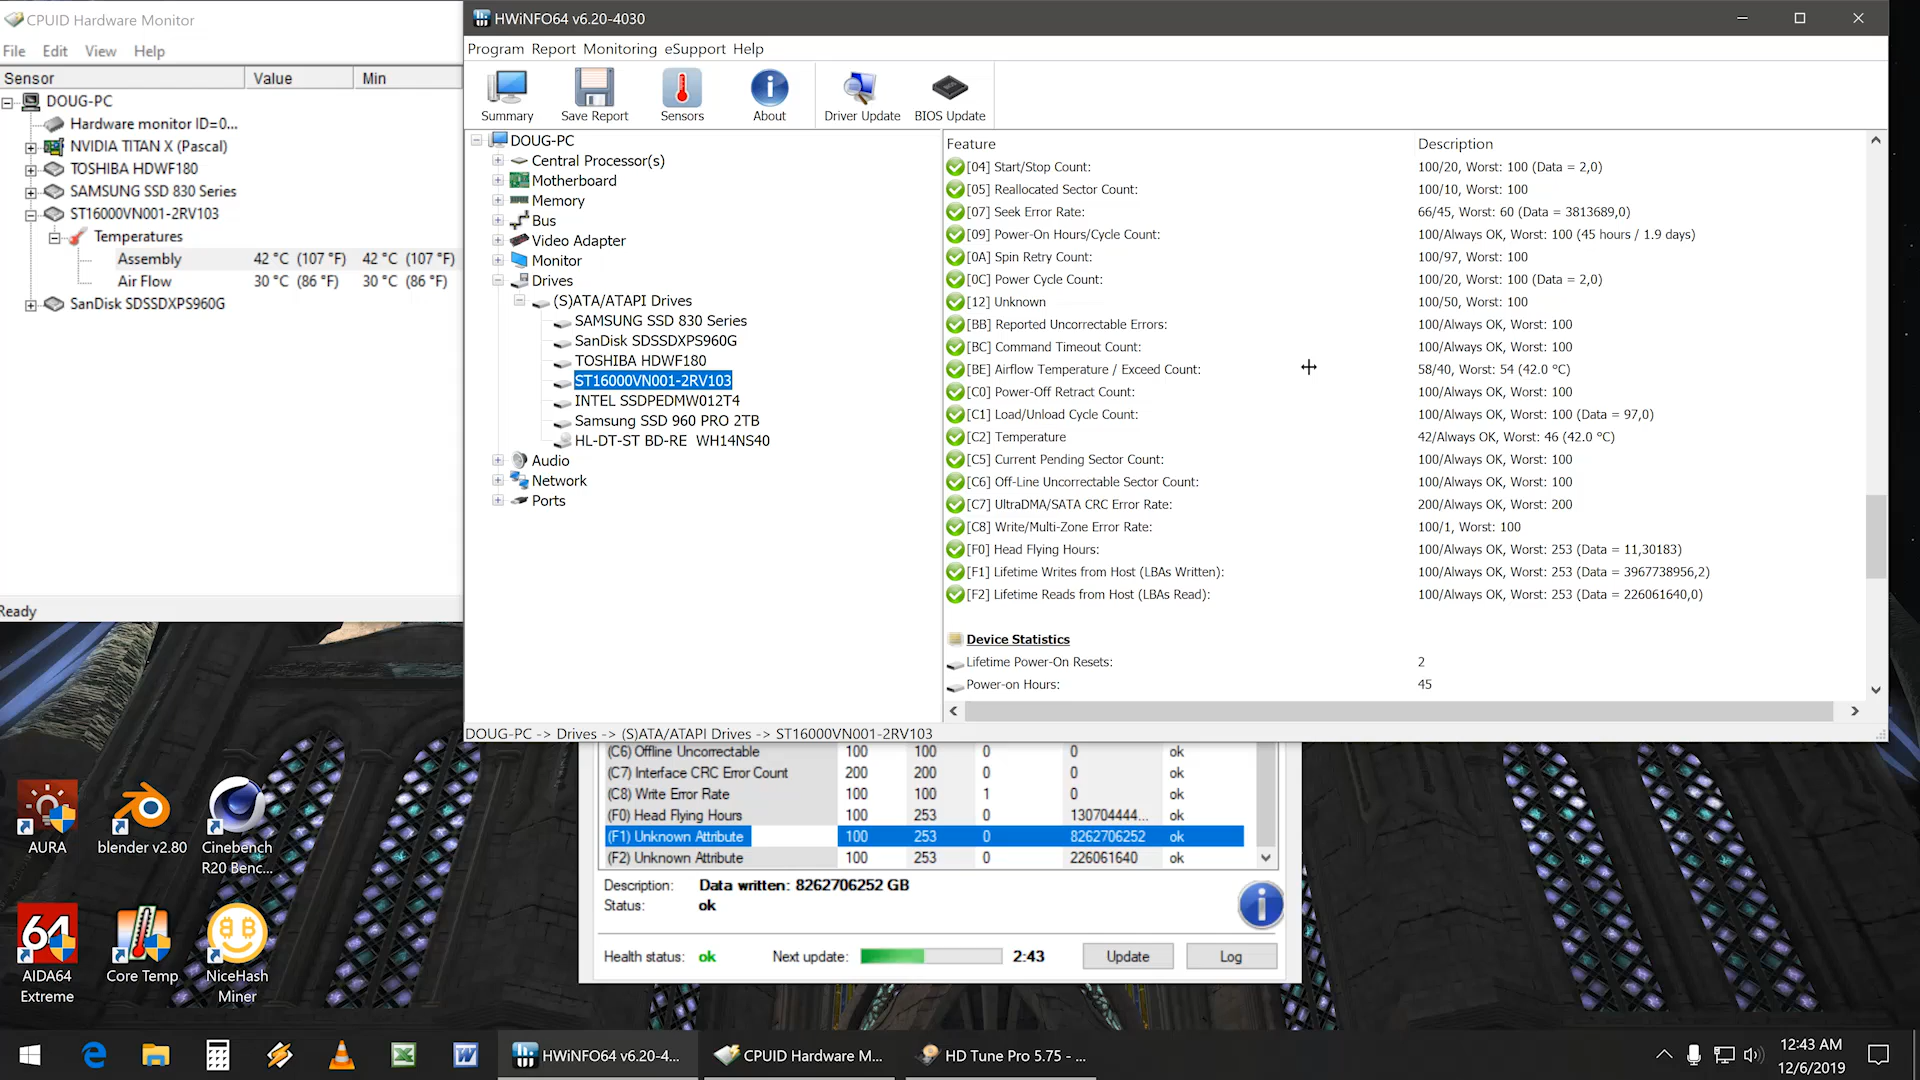 CPUID Hardware Monitor
File Edit View Help
Sensor Value Min
DOUG-PC
Hardware monitor ID=0...
NVIDIA TITAN X (Pascal)
TOSHIBA HDWF180
SAMSUNG SSD 830 Series
ST16000VN001-2RV103
Temperatures
Assembly 42 °C (107 °F) 42 °C (107 °F)
Air Flow 30 °C (86 °F) 30 °C (86 °F)
SanDisk SDSSDXPS960G
Ready
HWiNFO64 v6.20-4030
Program Report Monitoring eSupport Help
Summary Save Report Sensors About Driver Update BIOS Update
DOUG-PC
Central Processor(s)
Motherboard
Memory
Bus
Video Adapter
Monitor
Drives
(S)ATA/ATAPI Drives
SAMSUNG SSD 830 Series
SanDisk SDSSDXPS960G
TOSHIBA HDWF180
ST16000VN001-2RV103
INTEL SSDPEDMW012T4
Samsung SSD 960 PRO 2TB
HL-DT-ST BD-RE WH14NS40
Audio
Network
Ports
Feature Description
[04] Start/Stop Count: 100/20, Worst: 100 (Data = 2,0)
[05] Reallocated Sector Count: 100/10, Worst: 100
[07] Seek Error Rate: 66/45, Worst: 60 (Data = 3813689,0)
[09] Power-On Hours/Cycle Count: 100/Always OK, Worst: 100 (45 hours / 1.9 days)
[0A] Spin Retry Count: 100/97, Worst: 100
[0C] Power Cycle Count: 100/20, Worst: 100 (Data = 2,0)
[12] Unknown 100/50, Worst: 100
[BB] Reported Uncorrectable Errors: 100/Always OK, Worst: 100
[BC] Command Timeout Count: 100/Always OK, Worst: 100
[BE] Airflow Temperature / Exceed Count: 58/40, Worst: 54 (42.0 °C)
[C0] Power-Off Retract Count: 100/Always OK, Worst: 100
[C1] Load/Unload Cycle Count: 100/Always OK, Worst: 100 (Data = 97,0)
[C2] Temperature 42/Always OK, Worst: 46 (42.0 °C)
[C5] Current Pending Sector Count: 100/Always OK, Worst: 100
[C6] Off-Line Uncorrectable Sector Count: 100/Always OK, Worst: 100
[C7] UltraDMA/SATA CRC Error Rate: 200/Always OK, Worst: 200
[C8] Write/Multi-Zone Error Rate: 100/1, Worst: 100
[F0] Head Flying Hours: 100/Always OK, Worst: 253 (Data = 11,30183)
[F1] Lifetime Writes from Host (LBAs Written): 100/Always OK, Worst: 253 (Data = 3967738956,2)
[F2] Lifetime Reads from Host (LBAs Read): 100/Always OK, Worst: 253 (Data = 226061640,0)
Device Statistics
Lifetime Power-On Resets: 2
Power-on Hours: 45
DOUG-PC -> Drives -> (S)ATA/ATAPI Drives -> ST16000VN001-2RV103
(C6) Offline Uncorrectable 100 100 0 0 ok
(C7) Interface CRC Error Count 200 200 0 0 ok
(C8) Write Error Rate 100 100 1 0 ok
(F0) Head Flying Hours 100 253 0 130704444... ok
(F1) Unknown Attribute 100 253 0 8262706252 ok
(F2) Unknown Attribute 100 253 0 226061640 ok
Description: Data written: 8262706252 GB
Status: ok
Health status: ok Next update: 2:43 Update Log
AURA
blender v2.80
Cinebench
R20 Benc...
64
AIDA64
Extreme
Core Temp
NiceHash
Miner
HWiNFO64 v6.20-4... CPUID Hardware M... HD Tune Pro 5.75 - ...
12:43 AM
12/6/2019